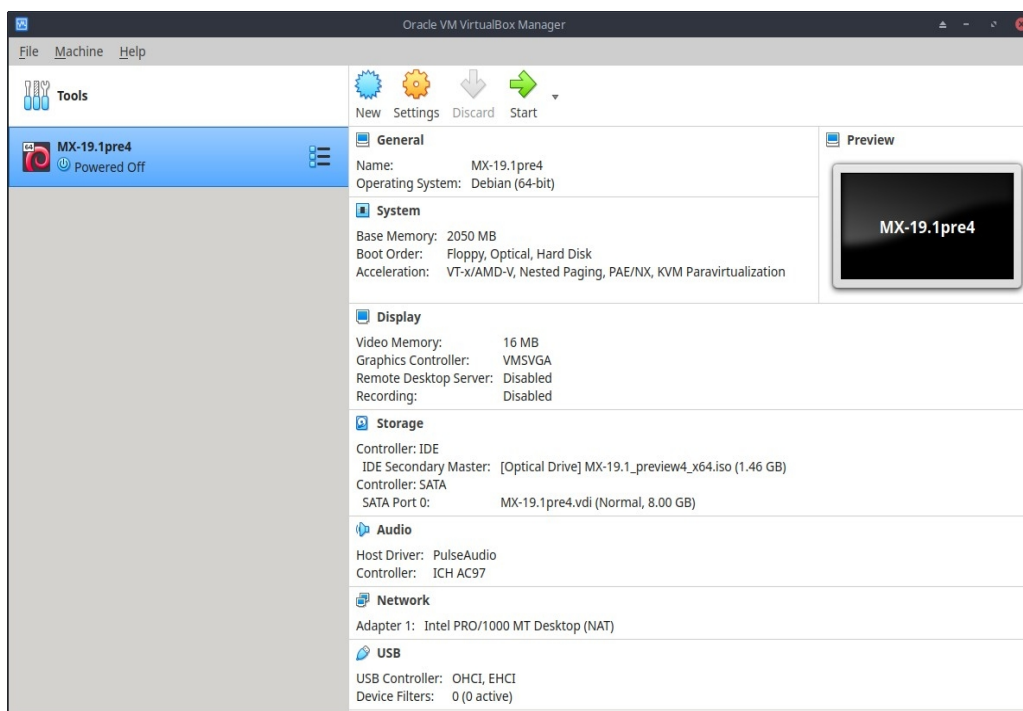 Oracle VM VirtualBox Manager
File Machine Help
Tools
New Settings Discard Start
64
MX-19.1pre4
Powered Off
General
Name: MX-19.1pre4
Operating System: Debian (64-bit)
Preview
MX-19.1pre4
System
Base Memory: 2050 MB
Boot Order: Floppy, Optical, Hard Disk
Acceleration: VT-x/AMD-V, Nested Paging, PAE/NX, KVM Paravirtualization
Display
Video Memory: 16 MB
Graphics Controller: VMSVGA
Remote Desktop Server: Disabled
Recording: Disabled
Storage
Controller: IDE
IDE Secondary Master: [Optical Drive] MX-19.1_preview4_x64.iso (1.46 GB)
Controller: SATA
SATA Port 0: MX-19.1pre4.vdi (Normal, 8.00 GB)
Audio
Host Driver: PulseAudio
Controller: ICH AC97
Network
Adapter 1: Intel PRO/1000 MT Desktop (NAT)
USB
USB Controller: OHCI, EHCI
Device Filters: 0 (0 active)